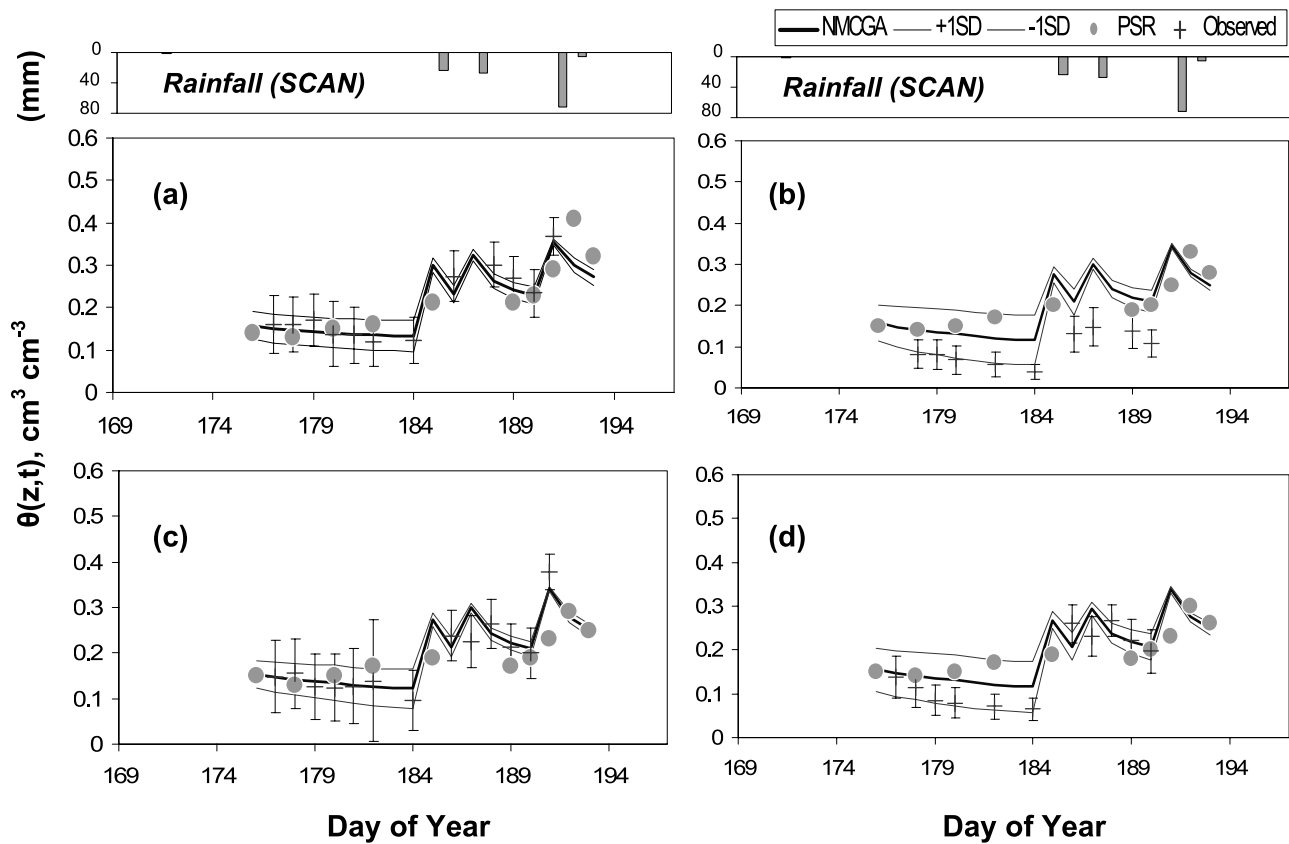 NMCGA +1SD -1SD PSR Observed
(mm)
0
40
80
Rainfall (SCAN)
0
40
80
Rainfall (SCAN)
θ(z,t), cm³ cm⁻³
0.6
0.5
0.4
0.3
0.2
0.1
0
(a)
169 174 179 184 189 194
0.6
0.5
0.4
0.3
0.2
0.1
0
(b)
169 174 179 184 189 194
0.6
0.5
0.4
0.3
0.2
0.1
0
(c)
169 174 179 184 189 194
Day of Year
0.6
0.5
0.4
0.3
0.2
0.1
0
(d)
169 174 179 184 189 194
Day of Year